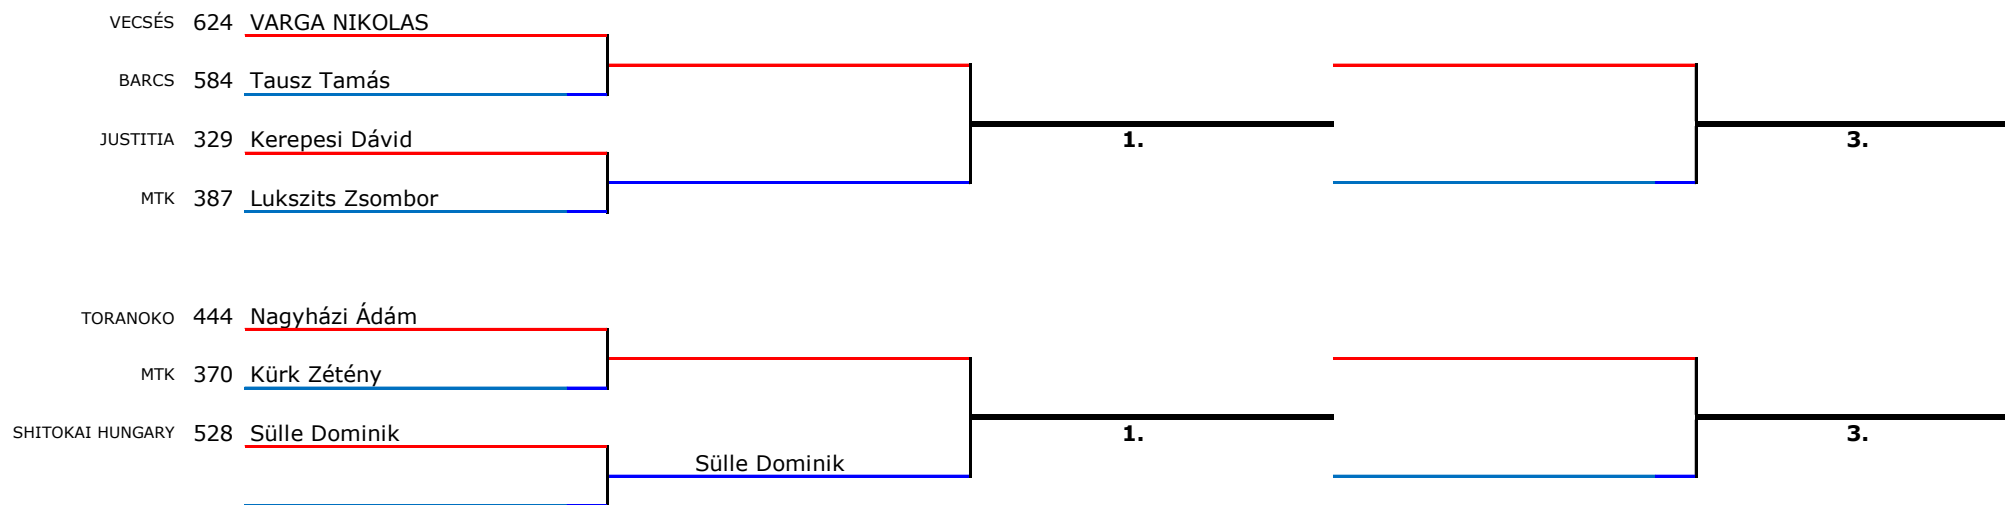 VECSÉS 624 VARGA NIKOLAS
BARCS 584 Tausz Tamás
1. 3.
JUSTITIA 329 Kerepesi Dávid
MTK 387 Lukszits Zsombor
TORANOKO 444 Nagyházi Ádám
MTK 370 Kürk Zétény
SHITOKAI HUNGARY 528 Sülle Dominik
1. 3.
Sülle Dominik